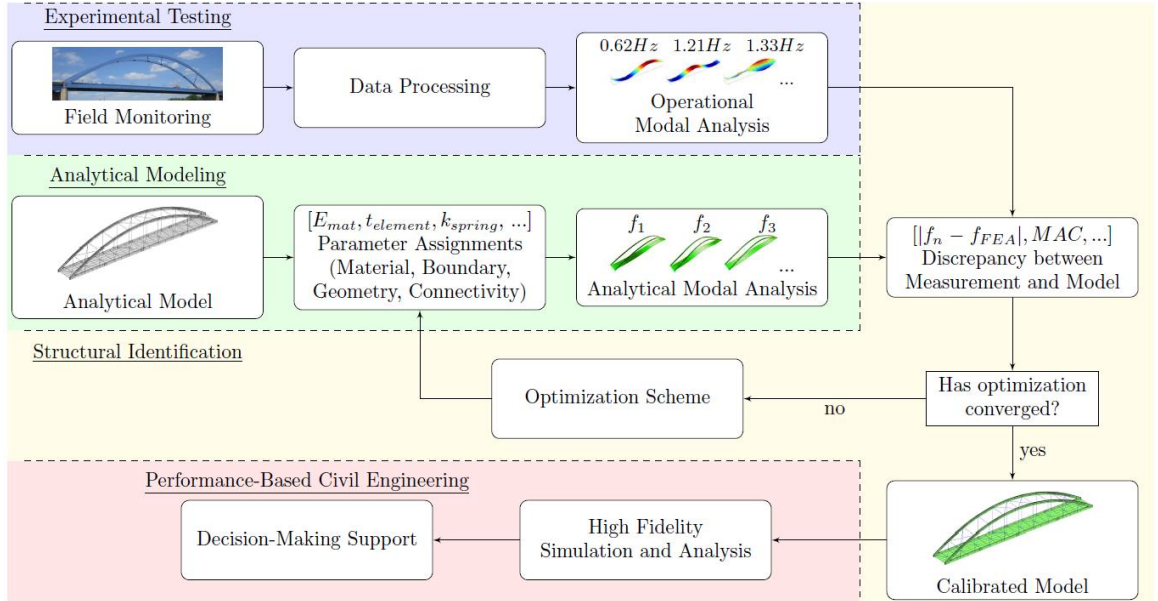 Experimental Testing
Field Monitoring
Data Processing
0.62Hz 1.21Hz 1.33Hz
...
Operational
Modal Analysis
Analytical Modeling
Analytical Model
[E_mat, t_element, k_spring, ...]
Parameter Assignments
(Material, Boundary,
Geometry, Connectivity)
f_1 f_2 f_3
...
Analytical Modal Analysis
[|f_n − f_FEA|, MAC, ...]
Discrepancy between
Measurement and Model
Structural Identification
Optimization Scheme
no
Has optimization
converged?
yes
Performance-Based Civil Engineering
Decision-Making Support
High Fidelity
Simulation and Analysis
Calibrated Model